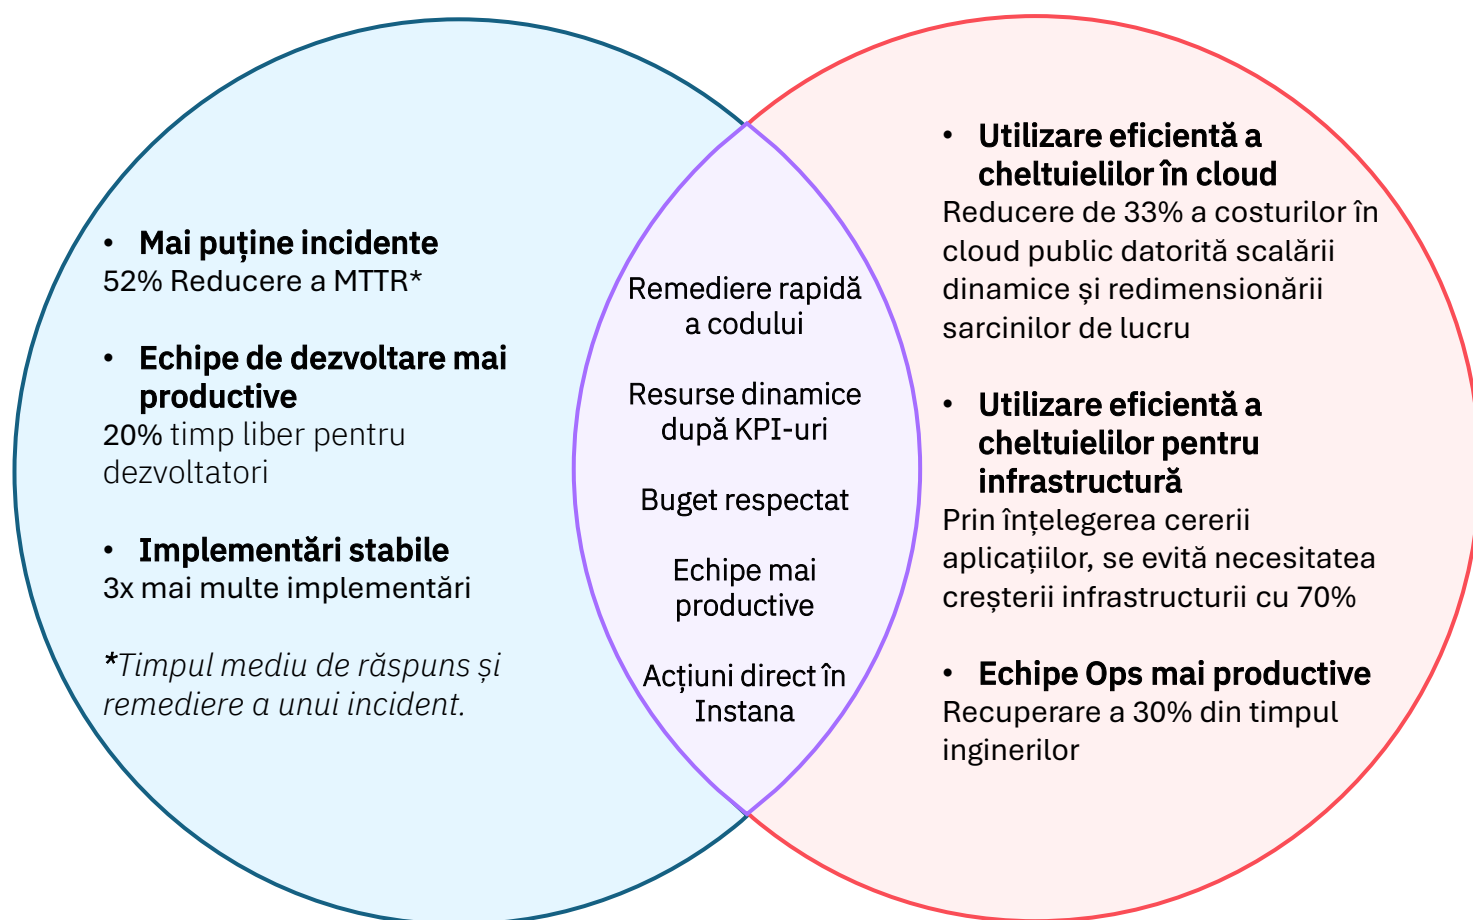 • Mai puține incidente
52% Reducere a MTTR*
• Echipe de dezvoltare mai
productive
20% timp liber pentru
dezvoltatori
• Implementări stabile
3x mai multe implementări
*Timpul mediu de răspuns și
remediere a unui incident.
Remediere rapidă
a codului
Resurse dinamice
după KPI-uri
Buget respectat
Echipe mai
productive
Acțiuni direct în
Instana
• Utilizare eficientă a
cheltuielilor în cloud
Reducere de 33% a costurilor în
cloud public datorită scalării
dinamice și redimensionării
sarcinilor de lucru
• Utilizare eficientă a
cheltuielilor pentru
infrastructură
Prin înțelegerea cererii
aplicațiilor, se evită necesitatea
creșterii infrastructurii cu 70%
• Echipe Ops mai productive
Recuperare a 30% din timpul
inginerilor